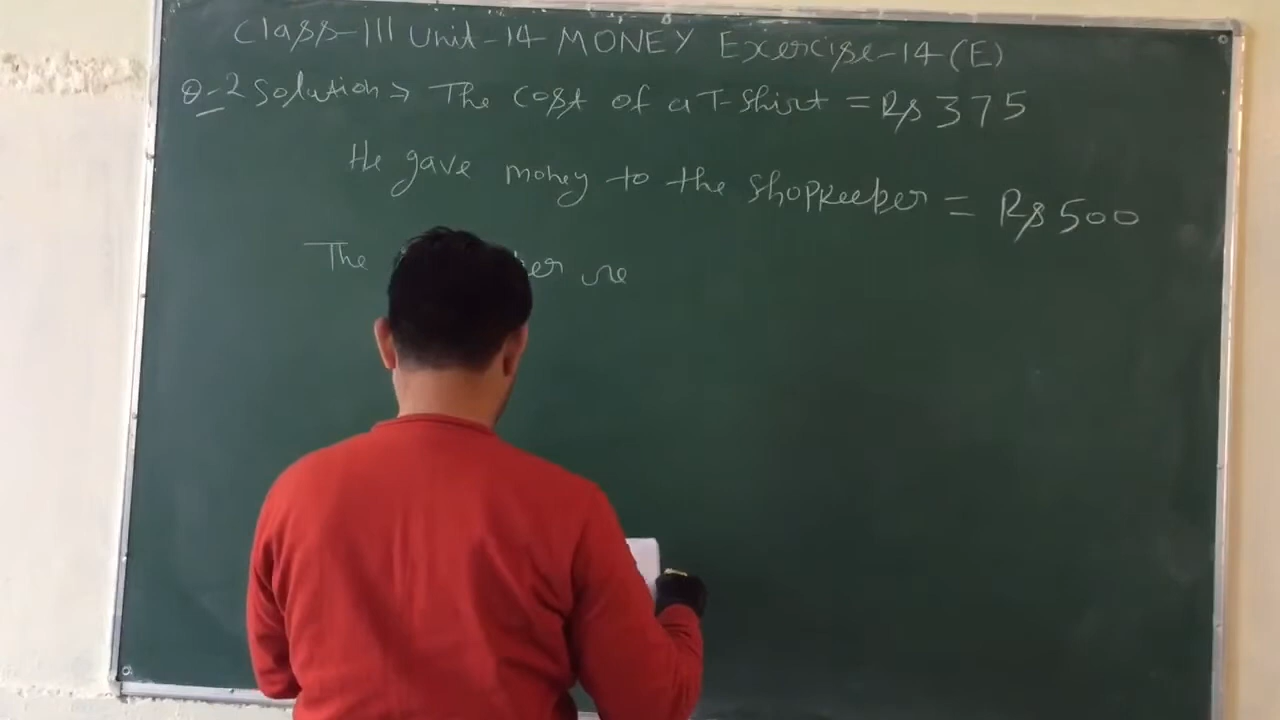 Class-III Unit-14 MONEY Exercise-14(E)
Q-2 Solution → The cost of a T-Shirt = Rs 375
He gave money to the shopkeeper = Rs 500
The re